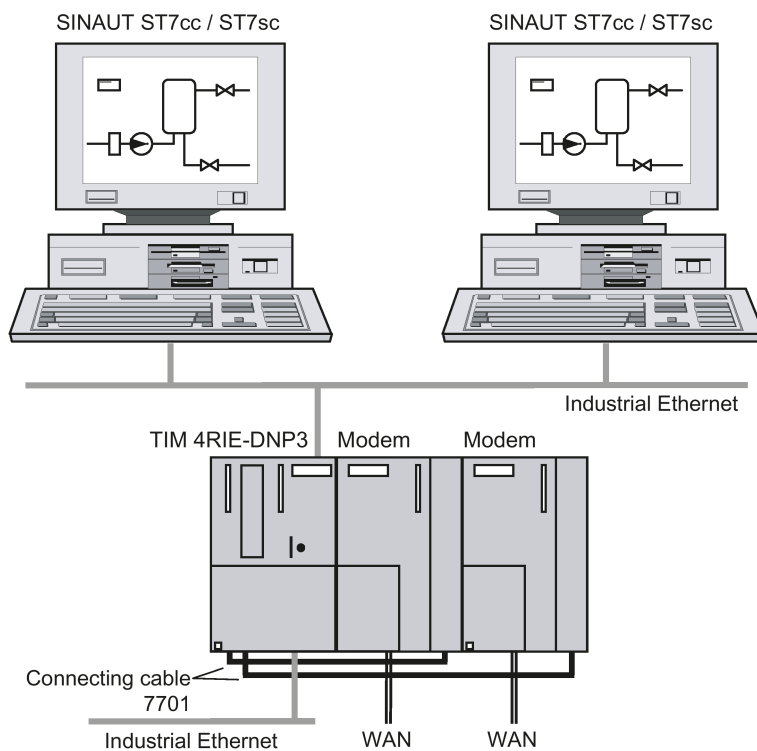 SINAUT ST7cc / ST7sc
SINAUT ST7cc / ST7sc
Industrial Ethernet
TIM 4RIE-DNP3
Modem
Modem
Connecting cable
7701
Industrial Ethernet
WAN
WAN